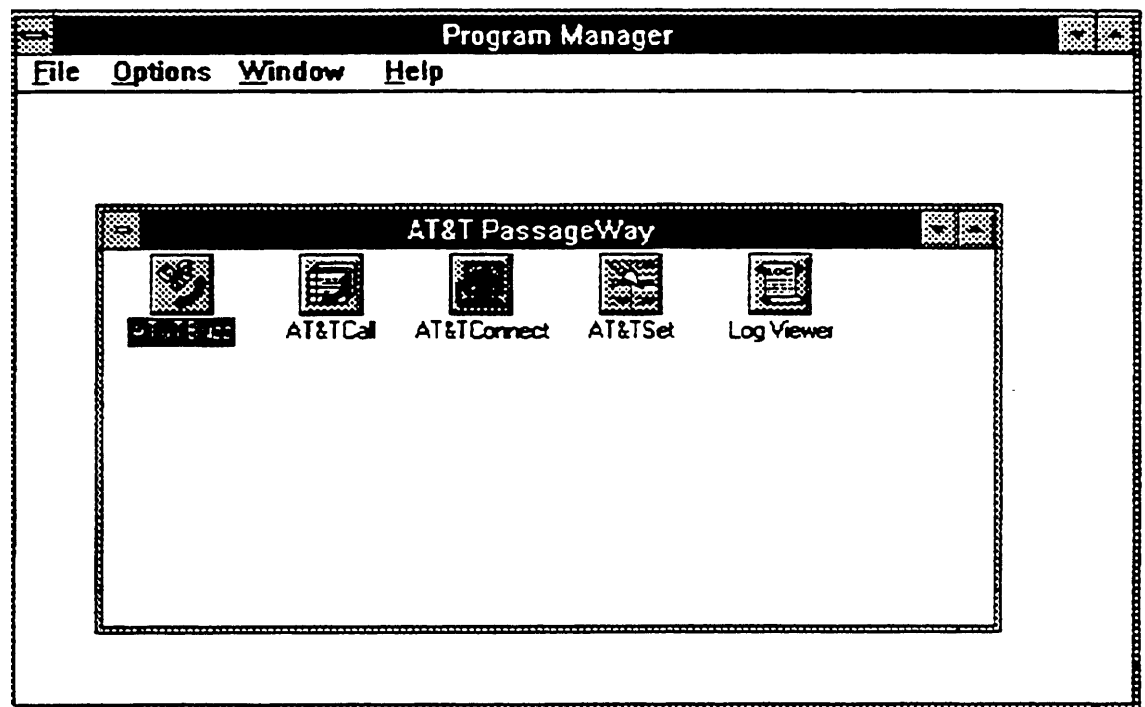 Program Manager
File Options Window Help
AT&T PassageWay
AT&TCall AT&TConnect AT&TSet Log Viewer